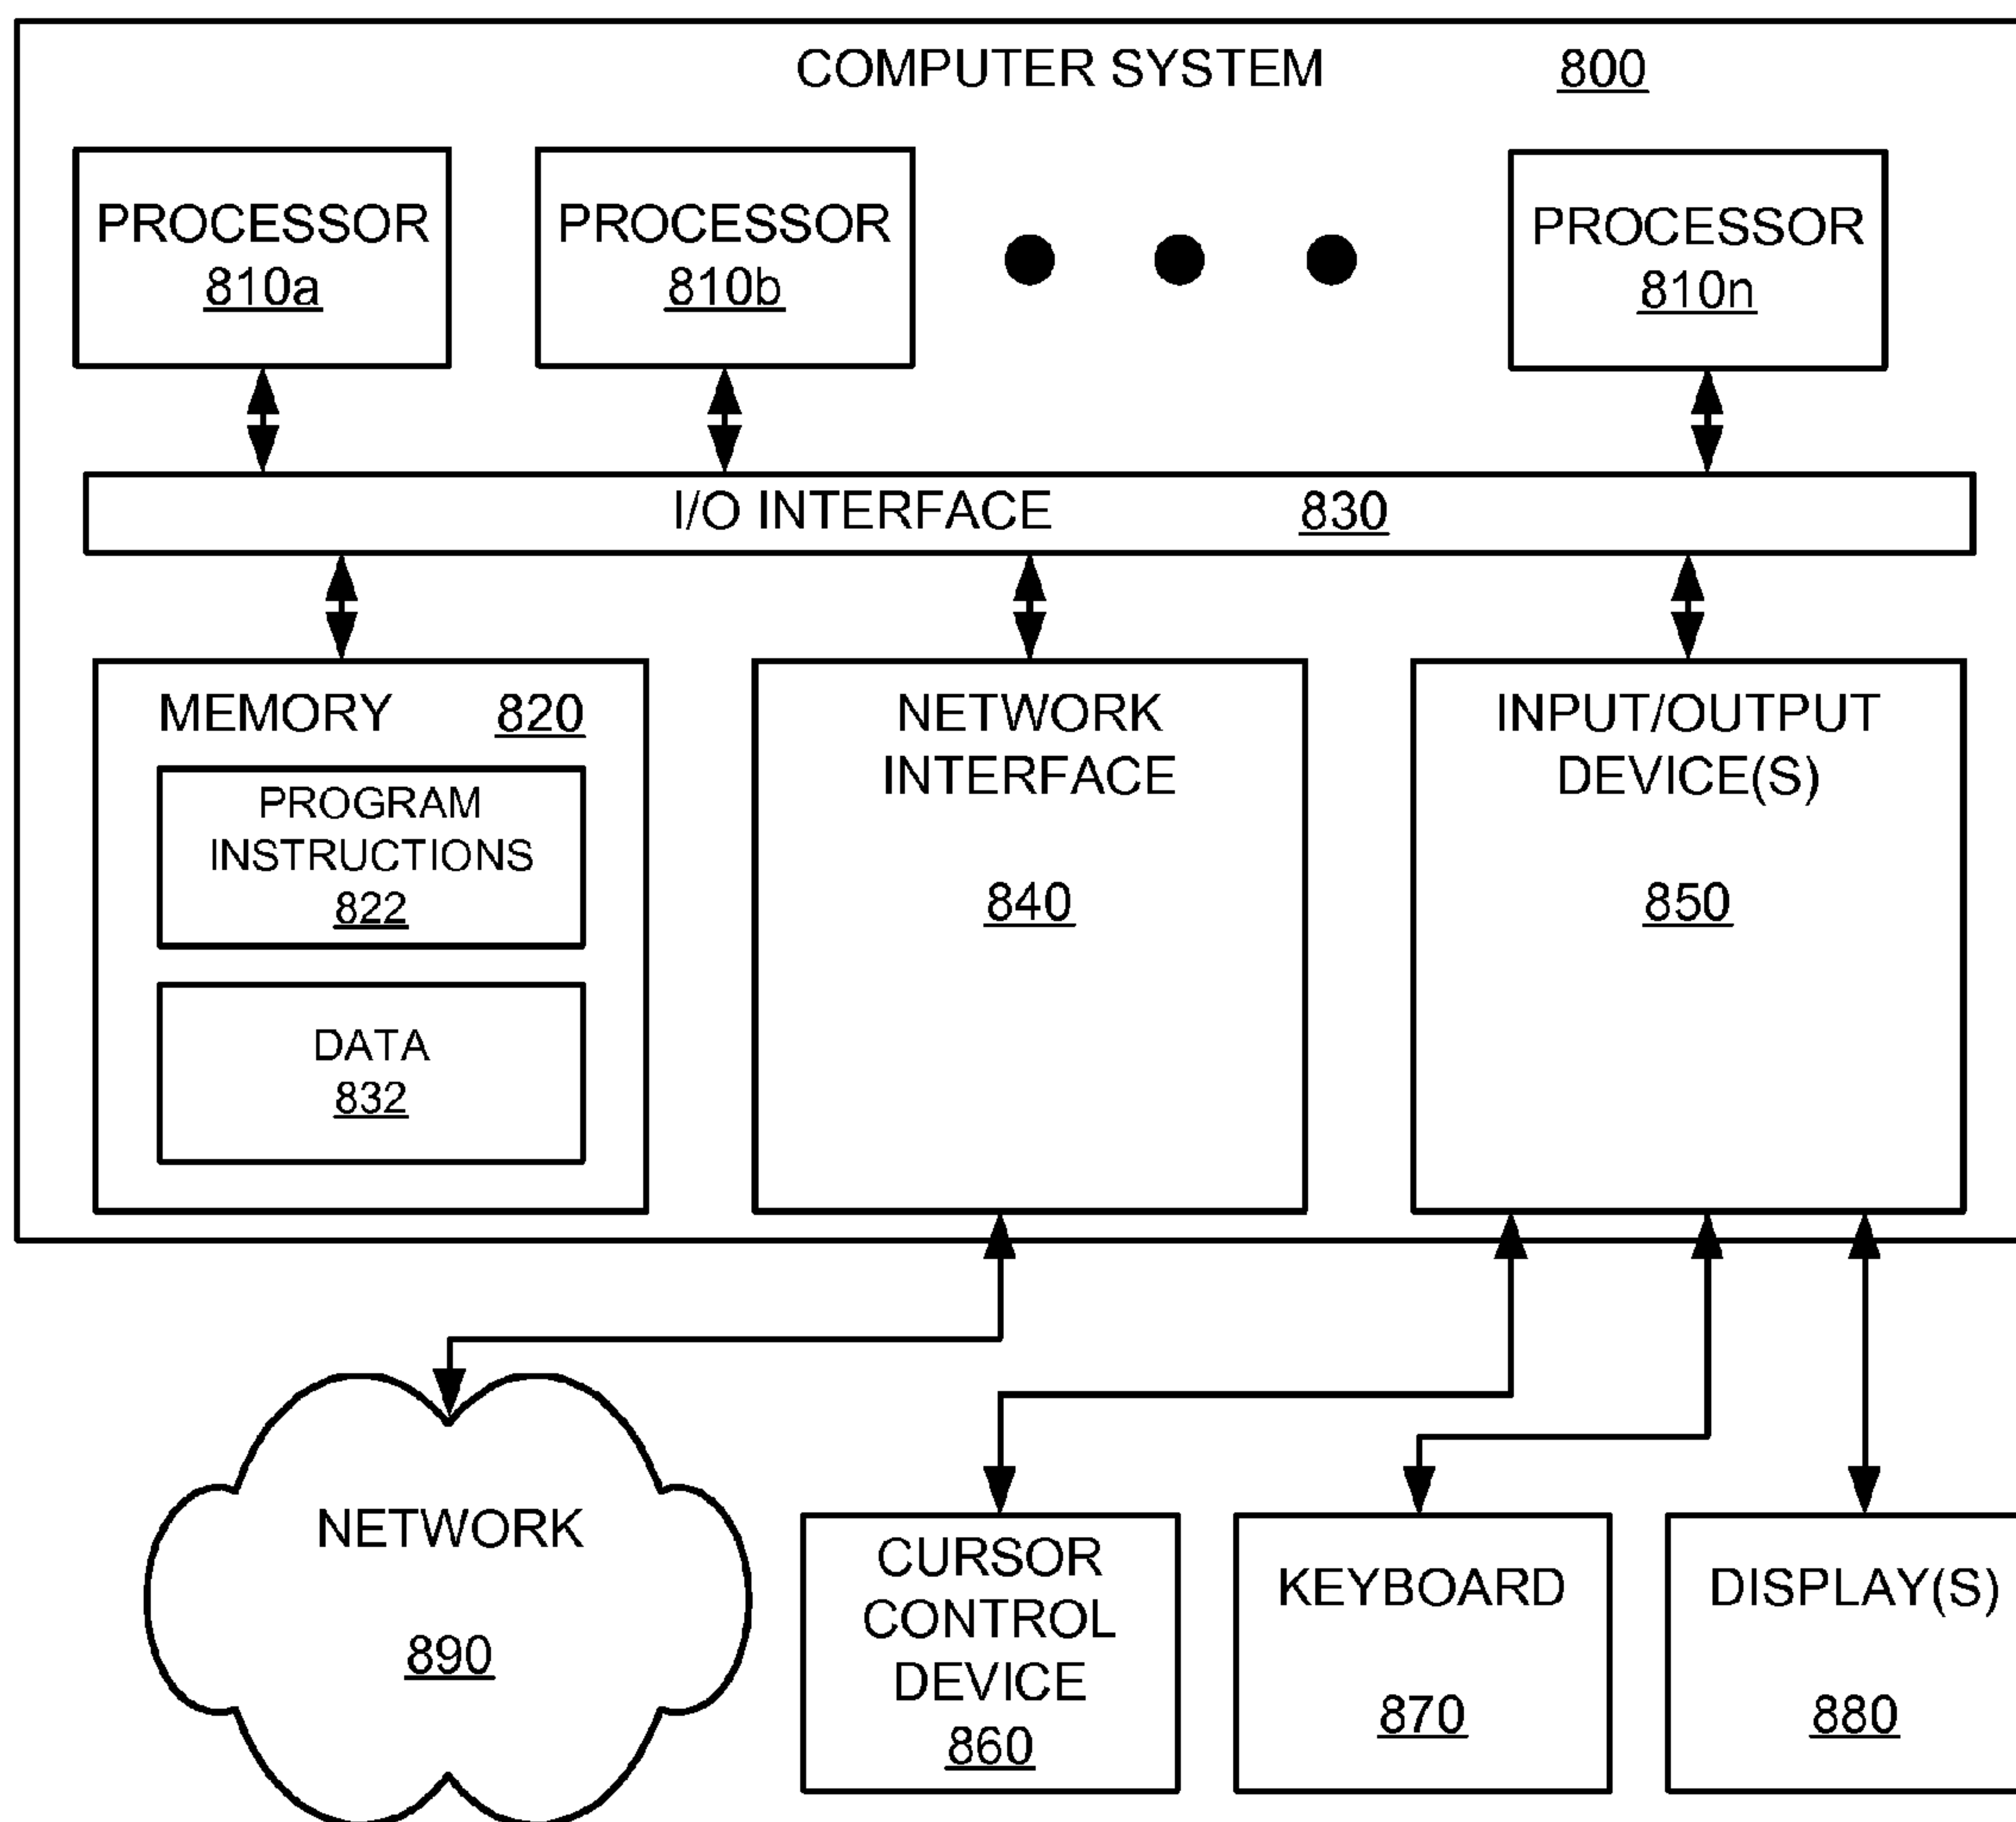 COMPUTER SYSTEM 800
PROCESSOR
810a
PROCESSOR
810b
PROCESSOR
810n
I/O INTERFACE 830
MEMORY 820
PROGRAM
INSTRUCTIONS
822
DATA
832
NETWORK
INTERFACE
840
INPUT/OUTPUT
DEVICE(S)
850
NETWORK
890
CURSOR
CONTROL
DEVICE
860
KEYBOARD
870
DISPLAY(S)
880